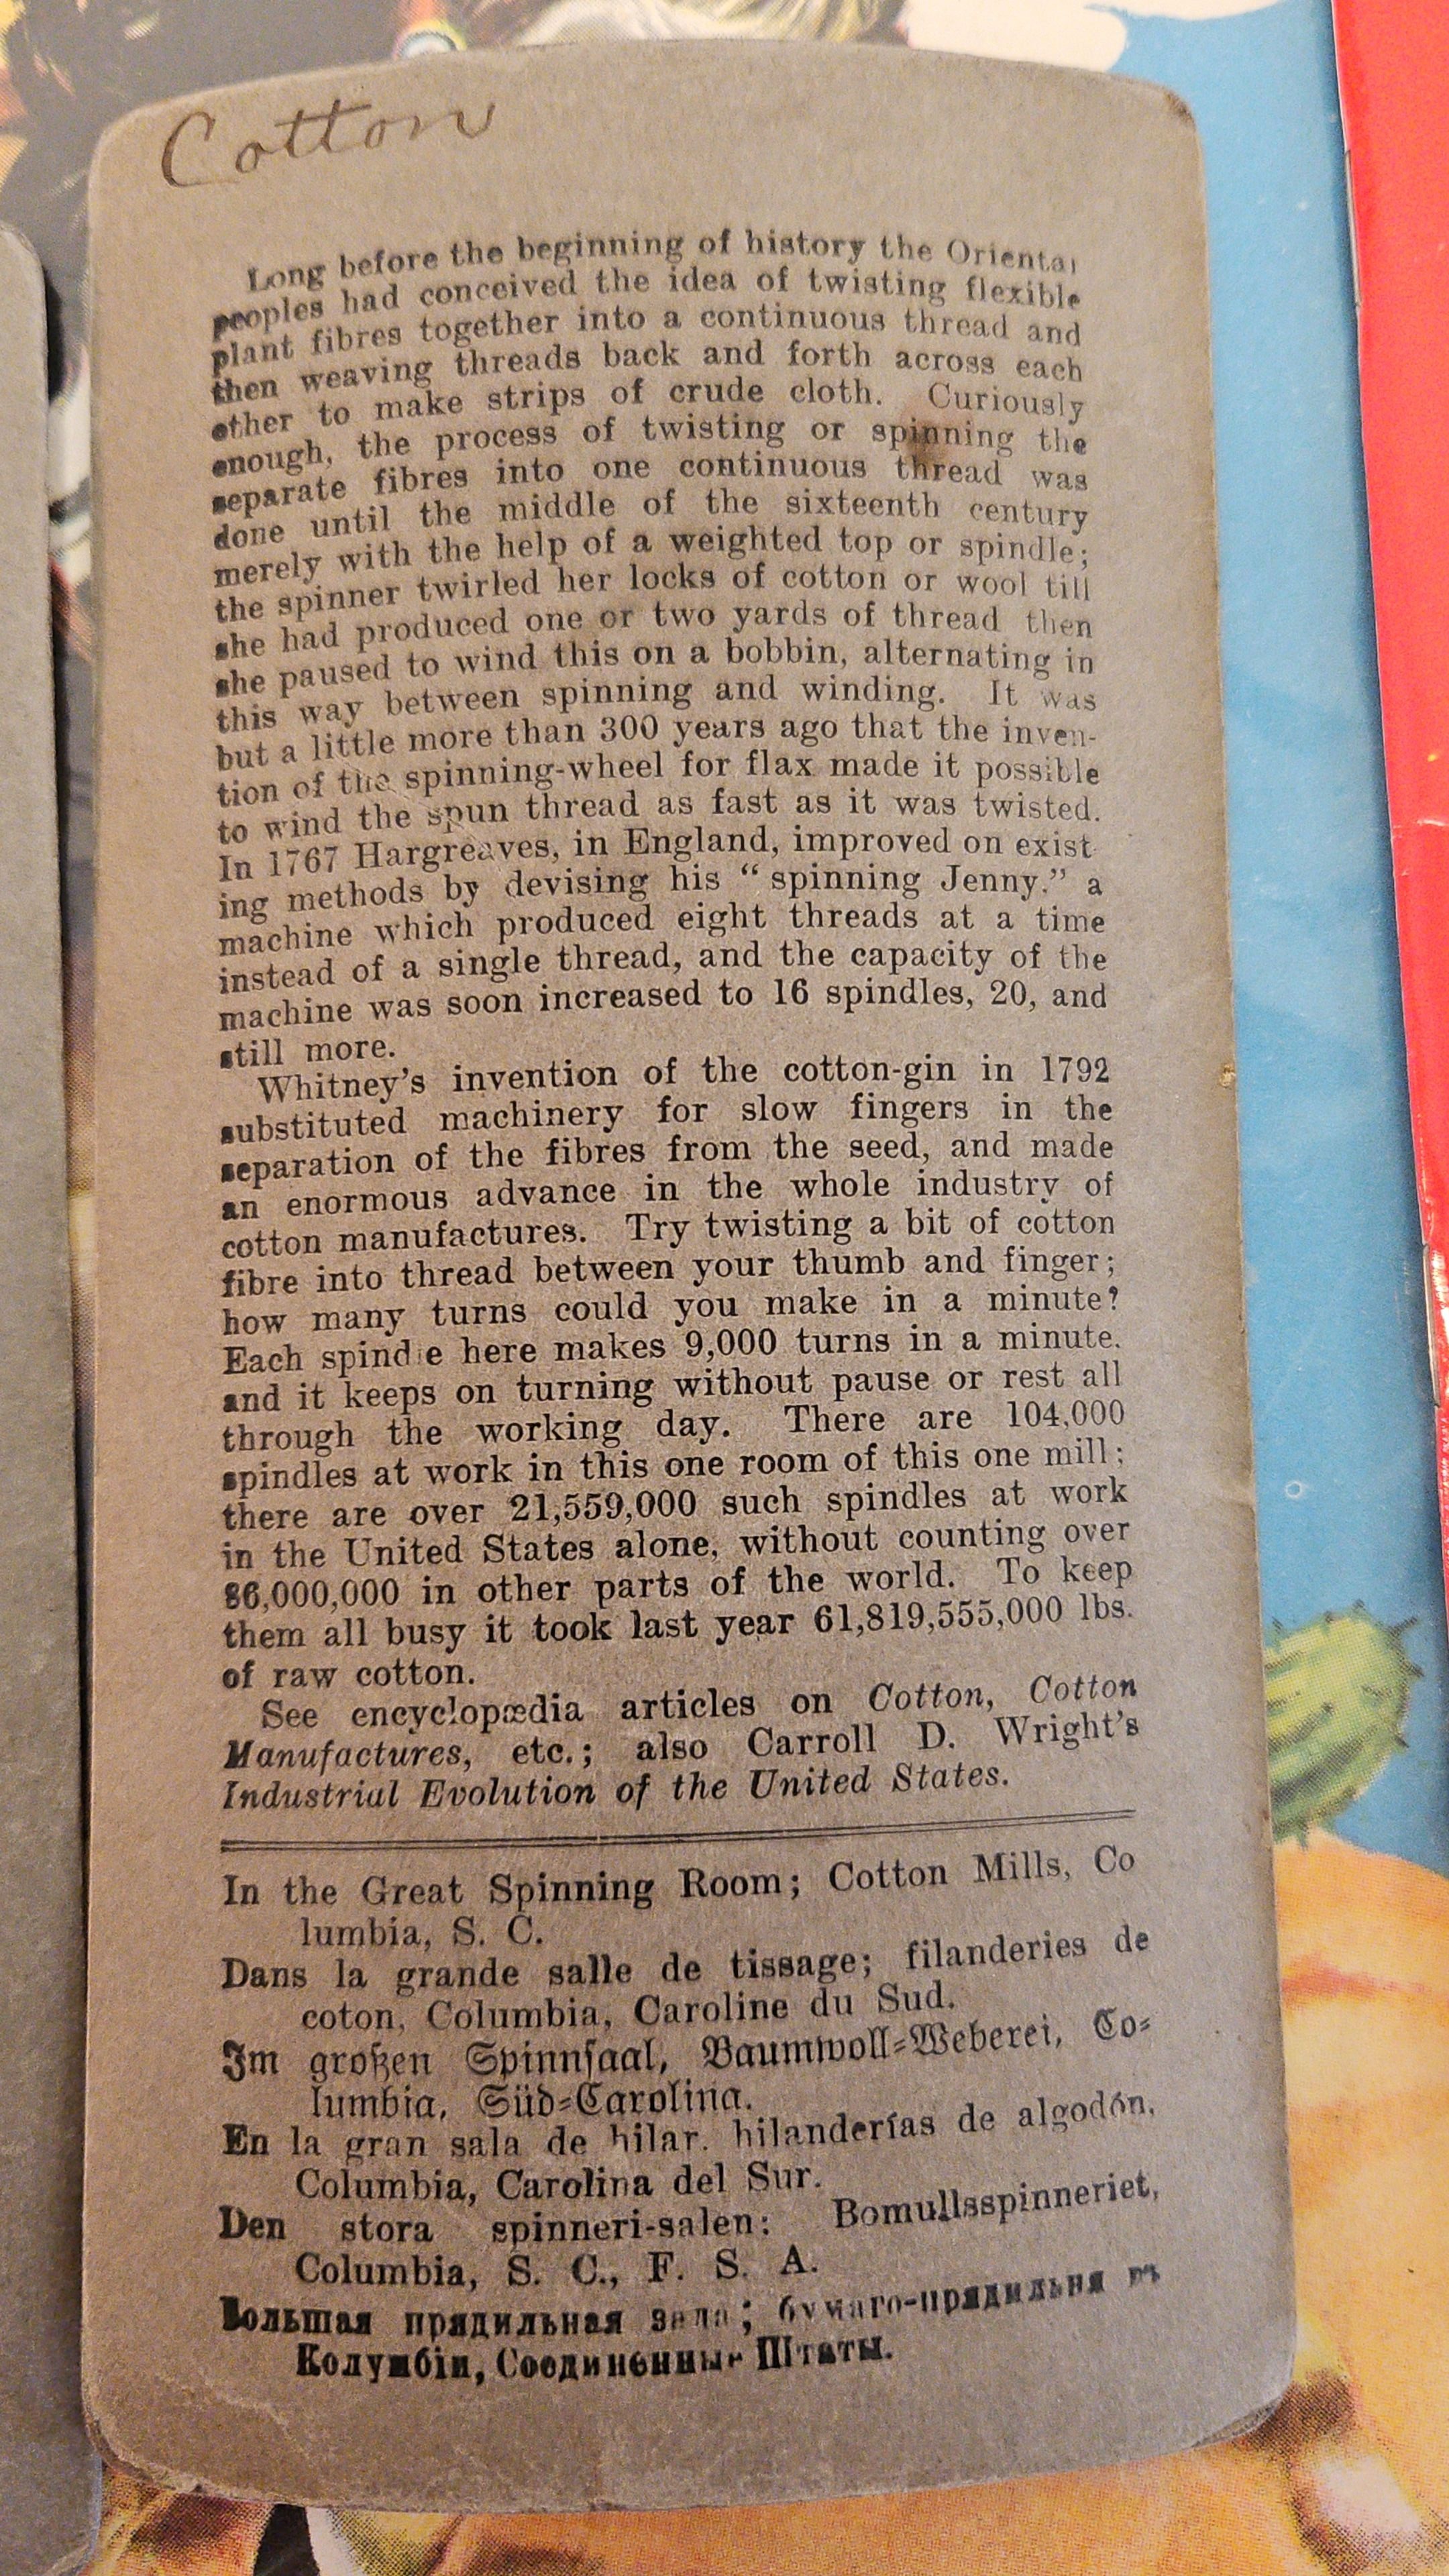 Cotton
Long before the beginning of history the Oriental
peoples had conceived the idea of twisting flexible
plant fibres together into a continuous thread and
then weaving threads back and forth across each
other to make strips of crude cloth. Curiously
enough, the process of twisting or spinning the
separate fibres into one continuous thread was
done until the middle of the sixteenth century
merely with the help of a weighted top or spindle;
the spinner twirled her locks of cotton or wool till
she had produced one or two yards of thread then
she paused to wind this on a bobbin, alternating in
this way between spinning and winding. It was
but a little more than 300 years ago that the inven-
tion of the spinning-wheel for flax made it possible
to wind the spun thread as fast as it was twisted.
In 1767 Hargreaves, in England, improved on exist-
ing methods by devising his “spinning Jenny.” a
machine which produced eight threads at a time
instead of a single thread, and the capacity of the
machine was soon increased to 16 spindles, 20, and
still more.
Whitney's invention of the cotton-gin in 1792
substituted machinery for slow fingers in the
separation of the fibres from the seed, and made
an enormous advance in the whole industry of
cotton manufactures. Try twisting a bit of cotton
fibre into thread between your thumb and finger;
how many turns could you make in a minute?
Each spindle here makes 9,000 turns in a minute.
and it keeps on turning without pause or rest all
through the working day. There are 104,000
spindles at work in this one room of this one mill;
there are over 21,559,000 such spindles at work
in the United States alone, without counting over
86,000,000 in other parts of the world. To keep
them all busy it took last year 61,819,555,000 lbs.
of raw cotton.
See encyclopædia articles on Cotton, Cotton
Manufactures, etc.; also Carroll D. Wright's
Industrial Evolution of the United States.
In the Great Spinning Room; Cotton Mills, Co
lumbia, S. C.
Dans la grande salle de tissage; filanderies de
coton, Columbia, Caroline du Sud.
Im großen Spinnsaal, Baumwoll-Weberei, Co-
lumbia, Süd-Carolina.
En la gran sala de hilar. hilanderías de algodón,
Columbia, Carolina del Sur.
Den stora spinneri-salen: Bomullsspinneriet,
Columbia, S. C., F. S. A.
Большая прядильная зала; бумаго-прядильня въ
Колумбіи, Соединенные Штаты.